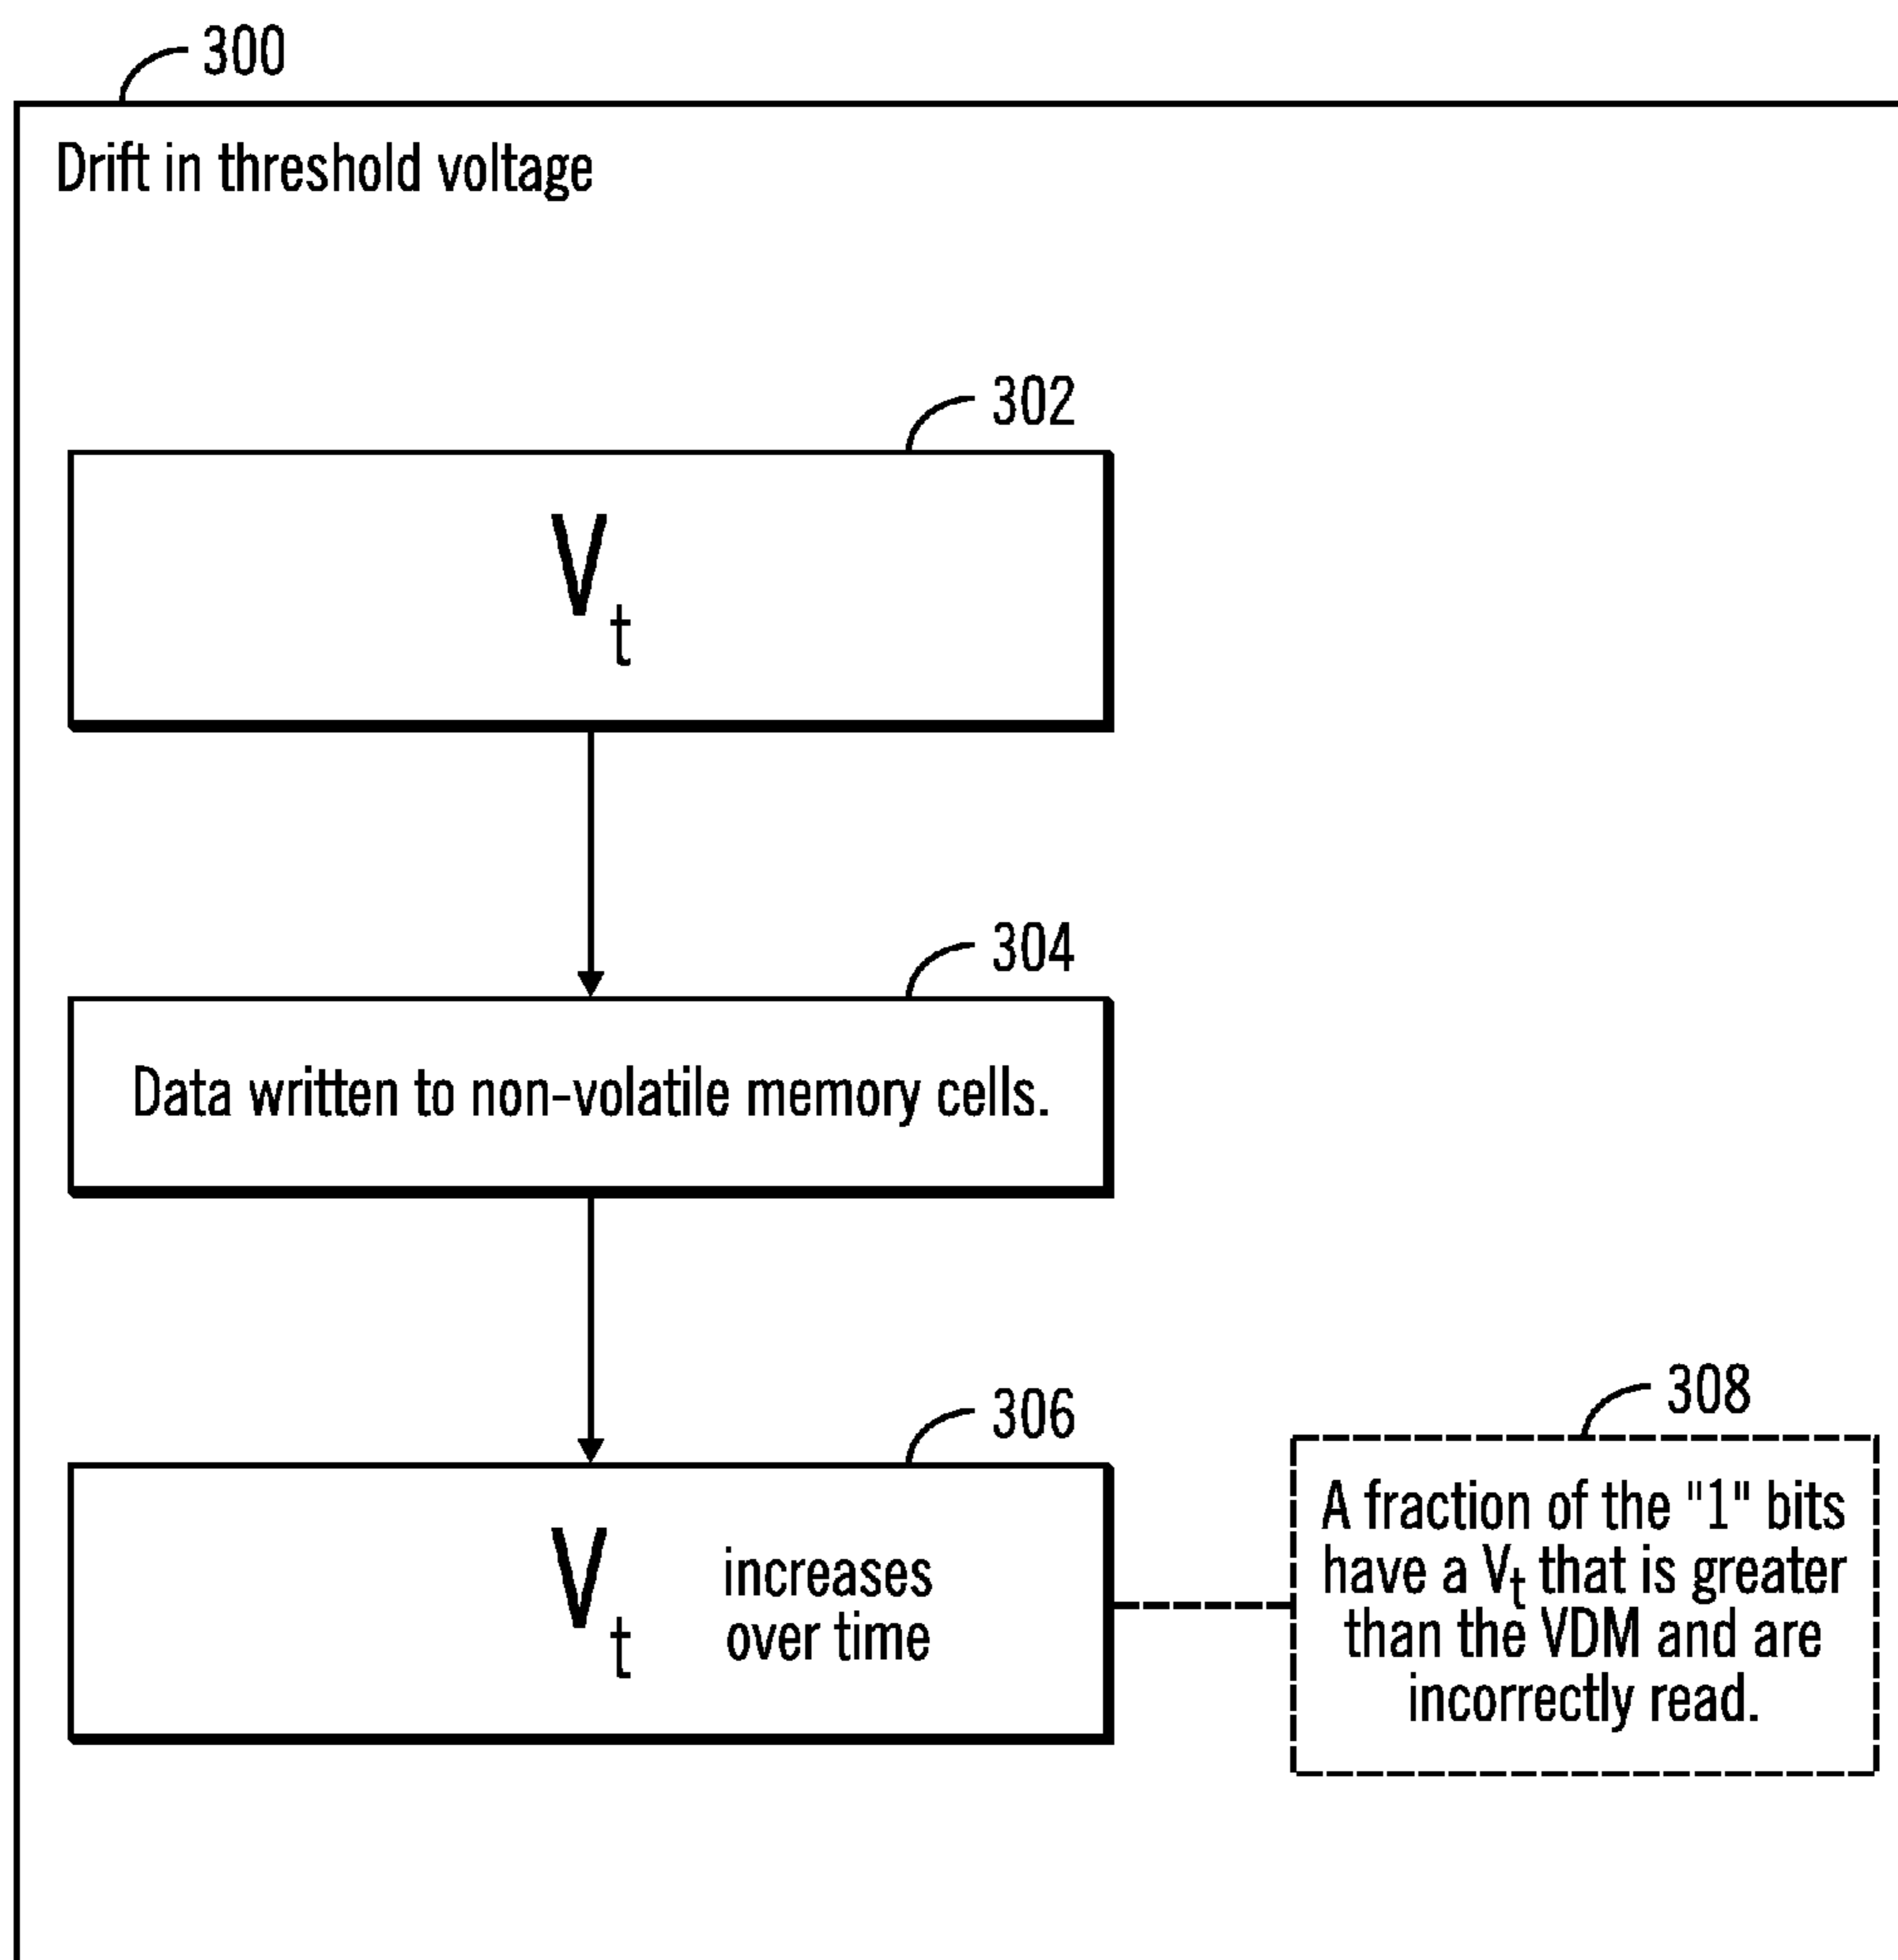 300
Drift in threshold voltage
302
Vt
304
Data written to non-volatile memory cells.
306
Vt increases
over time
308
A fraction of the "1" bits
have a Vt that is greater
than the VDM and are
incorrectly read.